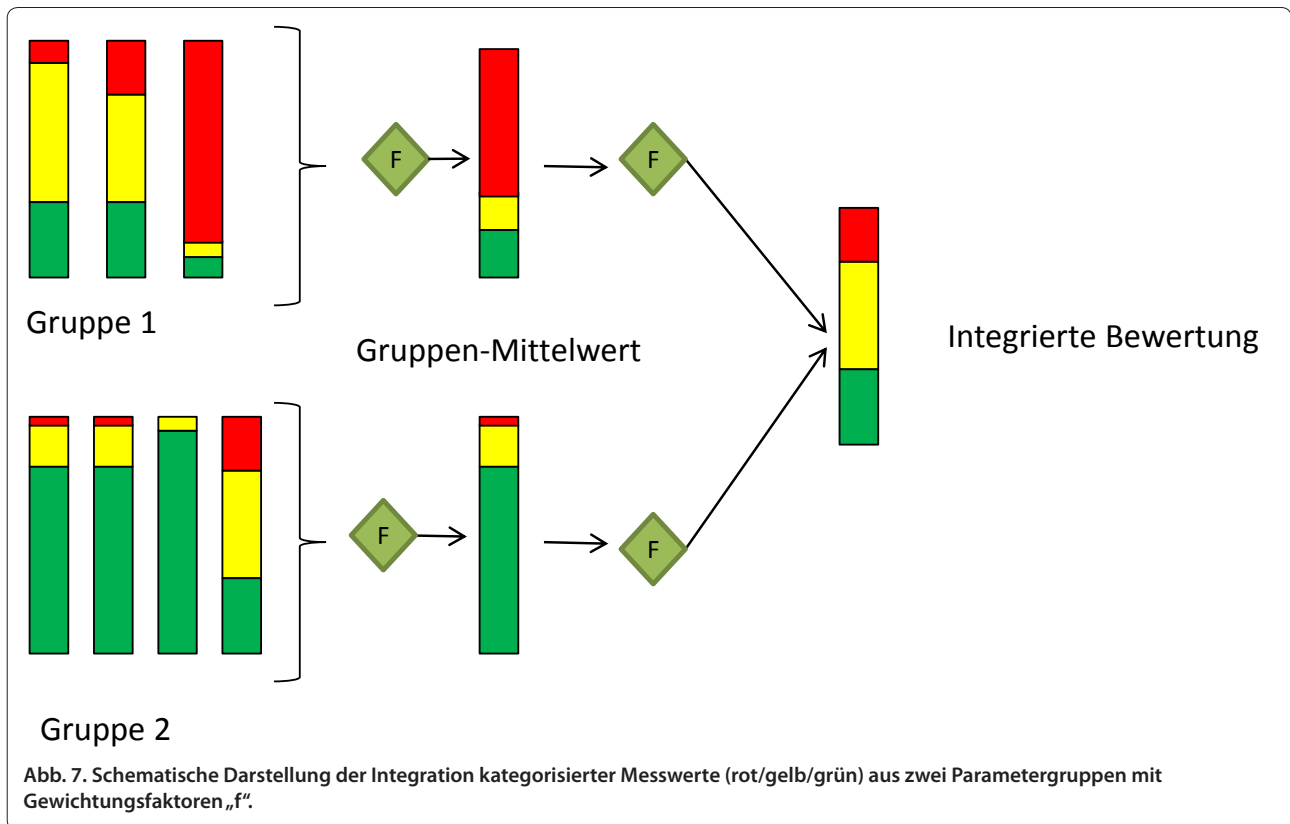 F
F
Gruppe 1
Gruppen-Mittelwert
Integrierte Bewertung
F
F
Gruppe 2
Abb. 7. Schematische Darstellung der Integration kategorisierter Messwerte (rot/gelb/grün) aus zwei Parametergruppen mit
Gewichtungsfaktoren „f“.